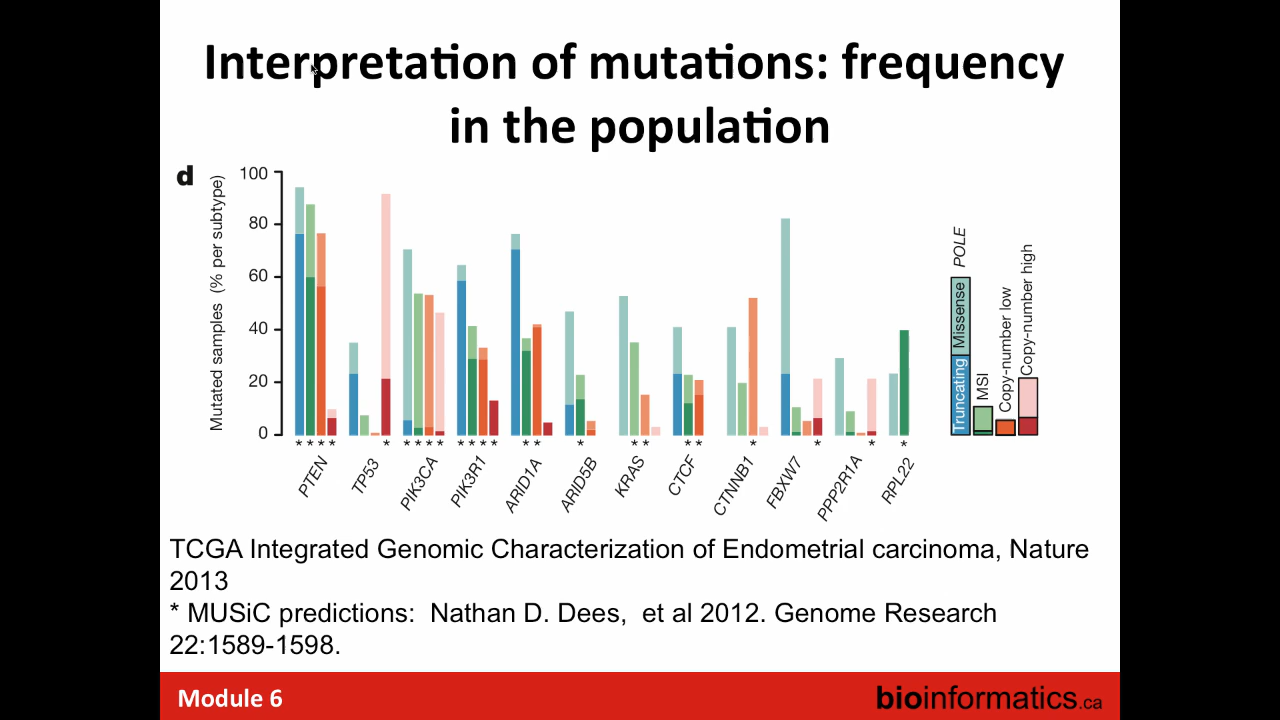 Interpretation of mutations: frequency
in the population
d
Mutated samples (% per subtype)
100
80
60
40
20
0
* * * * * * * * * * * * * * * * * * * * * * * * *
PTEN
TP53
PIK3CA
PIK3R1
ARID1A
ARID5B
KRAS
CTCF
CTNNB1
FBXW7
PPP2R1A
RPL22
Truncating Missense POLE
MSI
Copy-number low
Copy-number high
TCGA Integrated Genomic Characterization of Endometrial carcinoma, Nature
2013
* MUSiC predictions: Nathan D. Dees, et al 2012. Genome Research
22:1589-1598.
Module 6
bioinformatics.ca